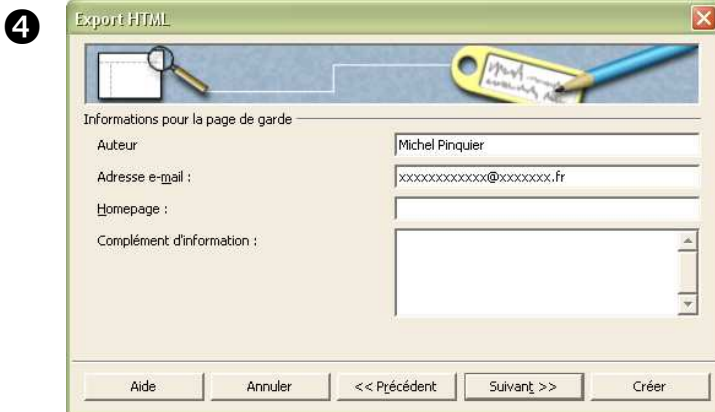 4
Export HTML
Informations pour la page de garde
Auteur
Michel Pinquier
Adresse e-mail :
xxxxxxxxxxxx@xxxxxxx.fr
Homepage :
Complément d'information :
Aide
Annuler
<< Précédent
Suivant >>
Créer